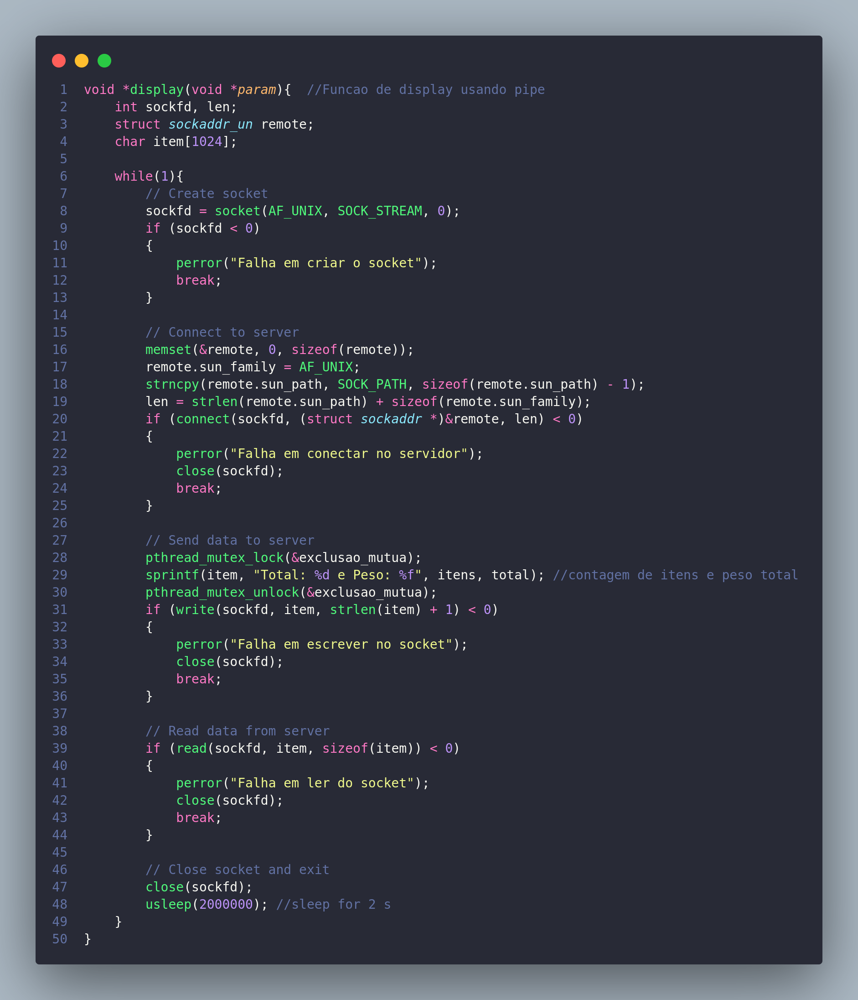 1 void *display(void *param){  //Funcao de display usando pipe
2     int sockfd, len;
3     struct sockaddr_un remote;
4     char item[1024];
5
6     while(1){
7         // Create socket
8         sockfd = socket(AF_UNIX, SOCK_STREAM, 0);
9         if (sockfd < 0)
10         {
11             perror("Falha em criar o socket");
12             break;
13         }
14
15         // Connect to server
16         memset(&remote, 0, sizeof(remote));
17         remote.sun_family = AF_UNIX;
18         strncpy(remote.sun_path, SOCK_PATH, sizeof(remote.sun_path) - 1);
19         len = strlen(remote.sun_path) + sizeof(remote.sun_family);
20         if (connect(sockfd, (struct sockaddr *)&remote, len) < 0)
21         {
22             perror("Falha em conectar no servidor");
23             close(sockfd);
24             break;
25         }
26
27         // Send data to server
28         pthread_mutex_lock(&exclusao_mutua);
29         sprintf(item, "Total: %d e Peso: %f", itens, total); //contagem de itens e peso total
30         pthread_mutex_unlock(&exclusao_mutua);
31         if (write(sockfd, item, strlen(item) + 1) < 0)
32         {
33             perror("Falha em escrever no socket");
34             close(sockfd);
35             break;
36         }
37
38         // Read data from server
39         if (read(sockfd, item, sizeof(item)) < 0)
40         {
41             perror("Falha em ler do socket");
42             close(sockfd);
43             break;
44         }
45
46         // Close socket and exit
47         close(sockfd);
48         usleep(2000000); //sleep for 2 s
49     }
50 }